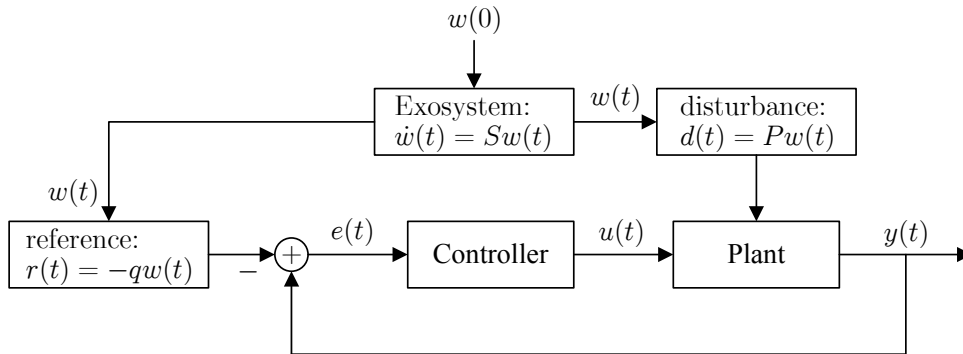 w(0)
Exosystem:
ẇ(t) = Sw(t)
w(t)
disturbance:
d(t) = Pw(t)
w(t)
reference:
r(t) = −qw(t)
−
+
e(t)
Controller
u(t)
Plant
y(t)